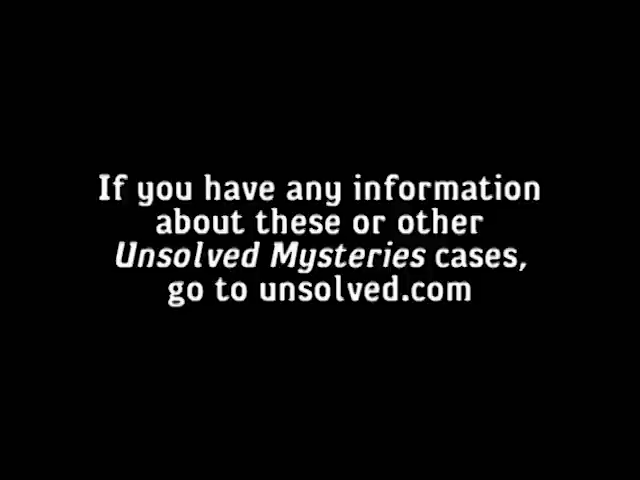 If you have any information
about these or other
Unsolved Mysteries cases,
go to unsolved.com